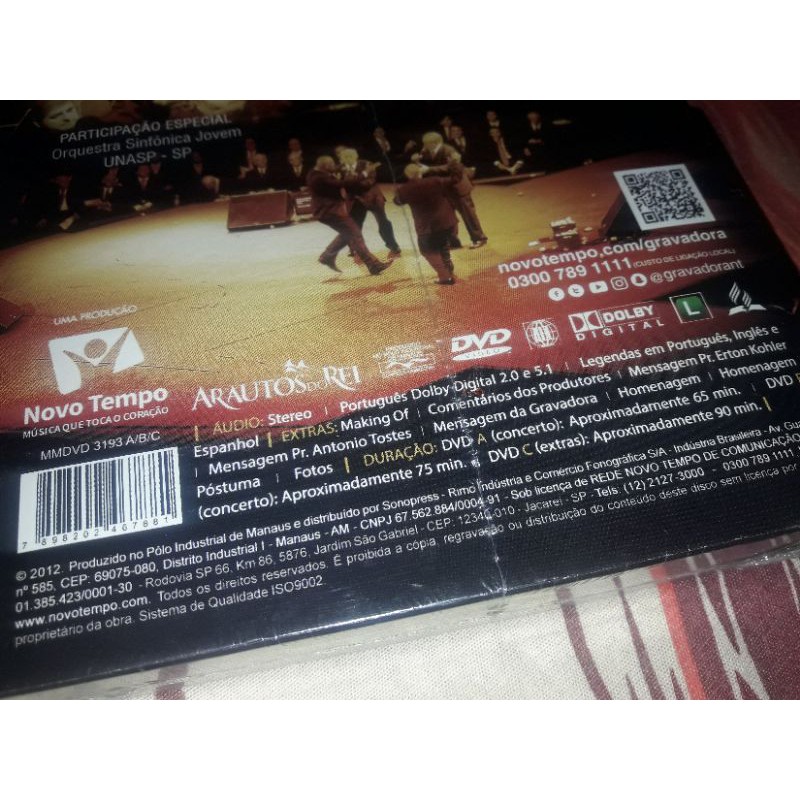 PARTICIPAÇÃO ESPECIAL
Orquestra Sinfônica Jovem
UNASP - SP
novotempo.com/gravadora
0300 789 1111 (CUSTO DE LIGAÇÃO LOCAL)
@gravadorant
UMA PRODUÇÃO
Novo Tempo
MÚSICA QUE TOCA O CORAÇÃO
ARAUTOS DO REI
DVD
VIDEO
DOLBY
DIGITAL
L
MMDVD 3193 A/B/C
7 898202 407881
| ÁUDIO: Stereo | Português Dolby Digital 2.0 e 5.1 Legendas em Português, Inglês e
Espanhol | EXTRAS: Making Of | Comentários dos Produtores | Mensagem Pr. Erton Kohler
| Mensagem Pr. Antonio Tostes | Mensagem da Gravadora | Homenagem | Homenagem
Póstuma | Fotos | DURAÇÃO: DVD A (concerto): Aproximadamente 65 min. | DVD
(concerto): Aproximadamente 75 min. | DVD C (extras): Aproximadamente 90 min. |
© 2012. Produzido no Pólo Industrial de Manaus e distribuido por Sonopress - Rimo Indústria e Comércio Fonográfica S/A - Indústria Brasileira - Av.
nº 585, CEP: 69075-080, Distrito Industrial I - Manaus - AM - CNPJ 67.562.884/0004-91 - Sob licença de REDE NOVO TEMPO DE COMUNICAÇÃO
01.385.423/0001-30 - Rodovia SP 66, Km 86, 5876, Jardim São Gabriel - CEP: 12340-010 - Jacareí - SP - Tels: (12) 2127-3000 - 0300 789 1111
www.novotempo.com. Todos os direitos reservados. É proibida a cópia, regravação ou distribuição do conteúdo deste disco sem licença por
proprietário da obra. Sistema de Qualidade ISO9002.